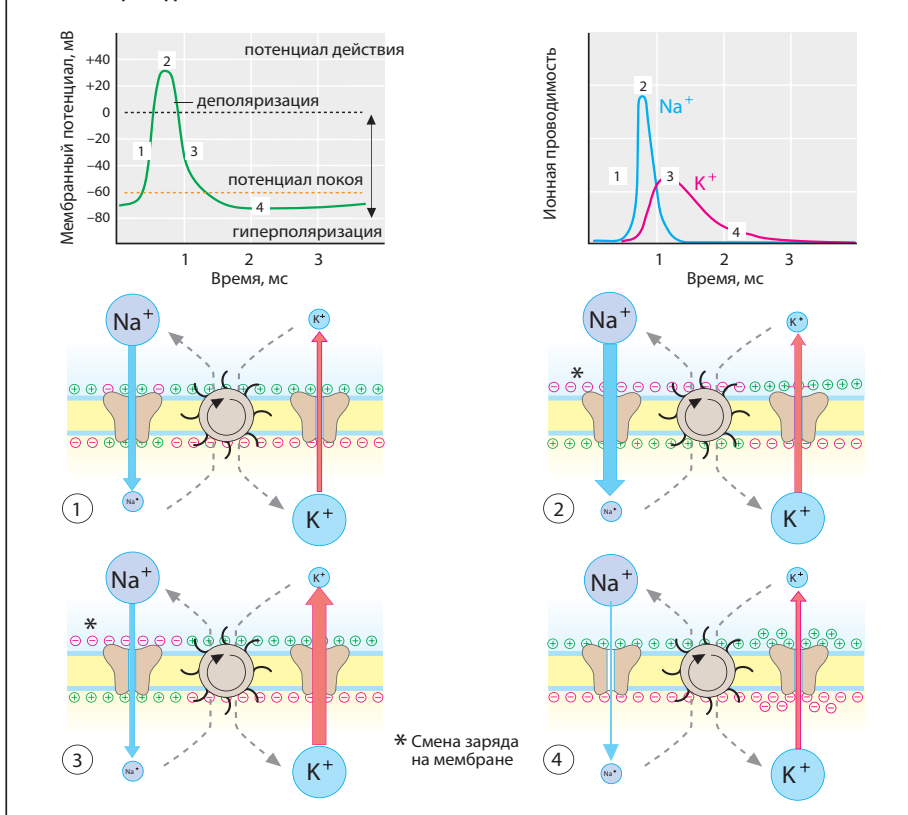 Мембранный потенциал, мВ
+40
+20
0
−20
−40
−60
−80
потенциал действия
2
деполяризация
1
3
потенциал покоя
4
гиперполяризация
1 2 3
Время, мс
Ионная проводимость
2
Na+
1
3
K+
4
1 2 3
Время, мс
Na+
K+
Na+
K+
1
Na+
K+
*
Na+
K+
2
Na+
K+
*
Na+
K+
3
* Смена заряда
на мембране
Na+
K+
Na+
K+
4